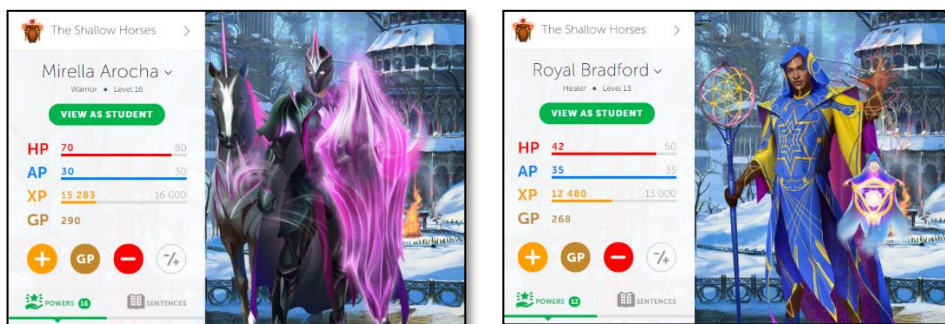 The Shallow Horses >
Mirella Arocha
Warrior • Level 16
VIEW AS STUDENT
HP 70 80
AP 30 30
XP 15 283 16 000
GP 290
+ GP − -/+
POWERS 16 SENTENCES
The Shallow Horses >
Royal Bradford
Healer • Level 13
VIEW AS STUDENT
HP 42 50
AP 35 35
XP 12 480 13 000
GP 268
+ GP − -/+
POWERS 13 SENTENCES